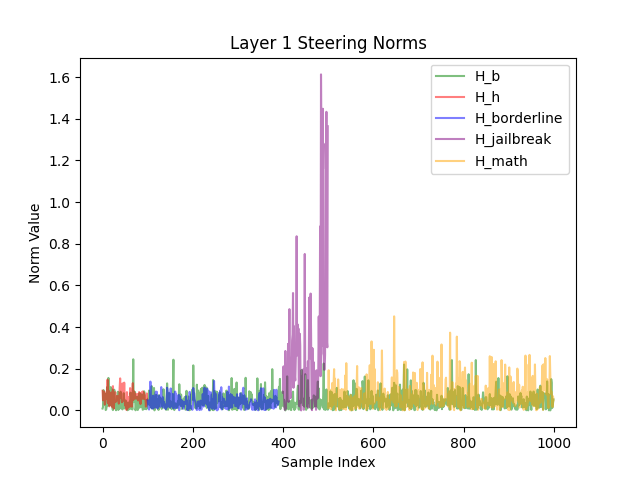 Layer 1 Steering Norms
Norm Value
1.6
1.4
1.2
1.0
0.8
0.6
0.4
0.2
0.0
H_b
H_h
H_borderline
H_jailbreak
H_math
0
200
400
600
800
1000
Sample Index